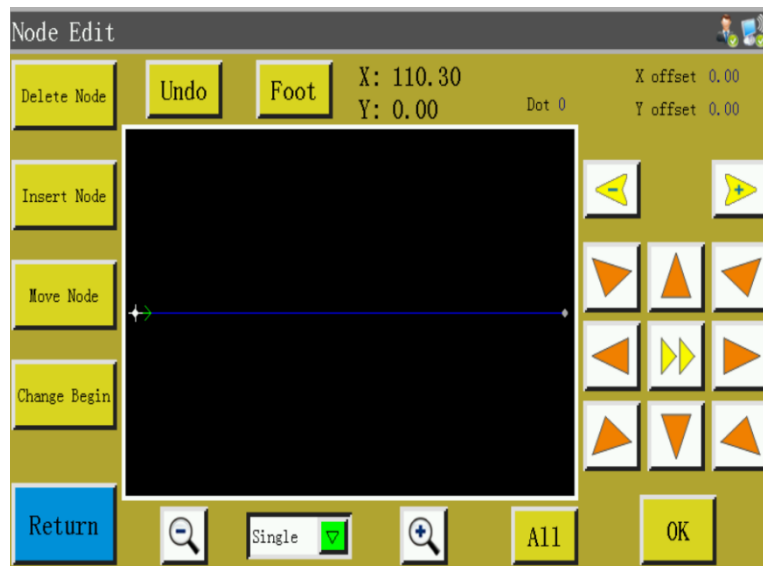 Node Edit
Delete Node
Undo
Foot
X: 110.30
Y: 0.00
Dot 0
X offset 0.00
Y offset 0.00
Insert Node
Move Node
Change Begin
Return
Single
All
OK